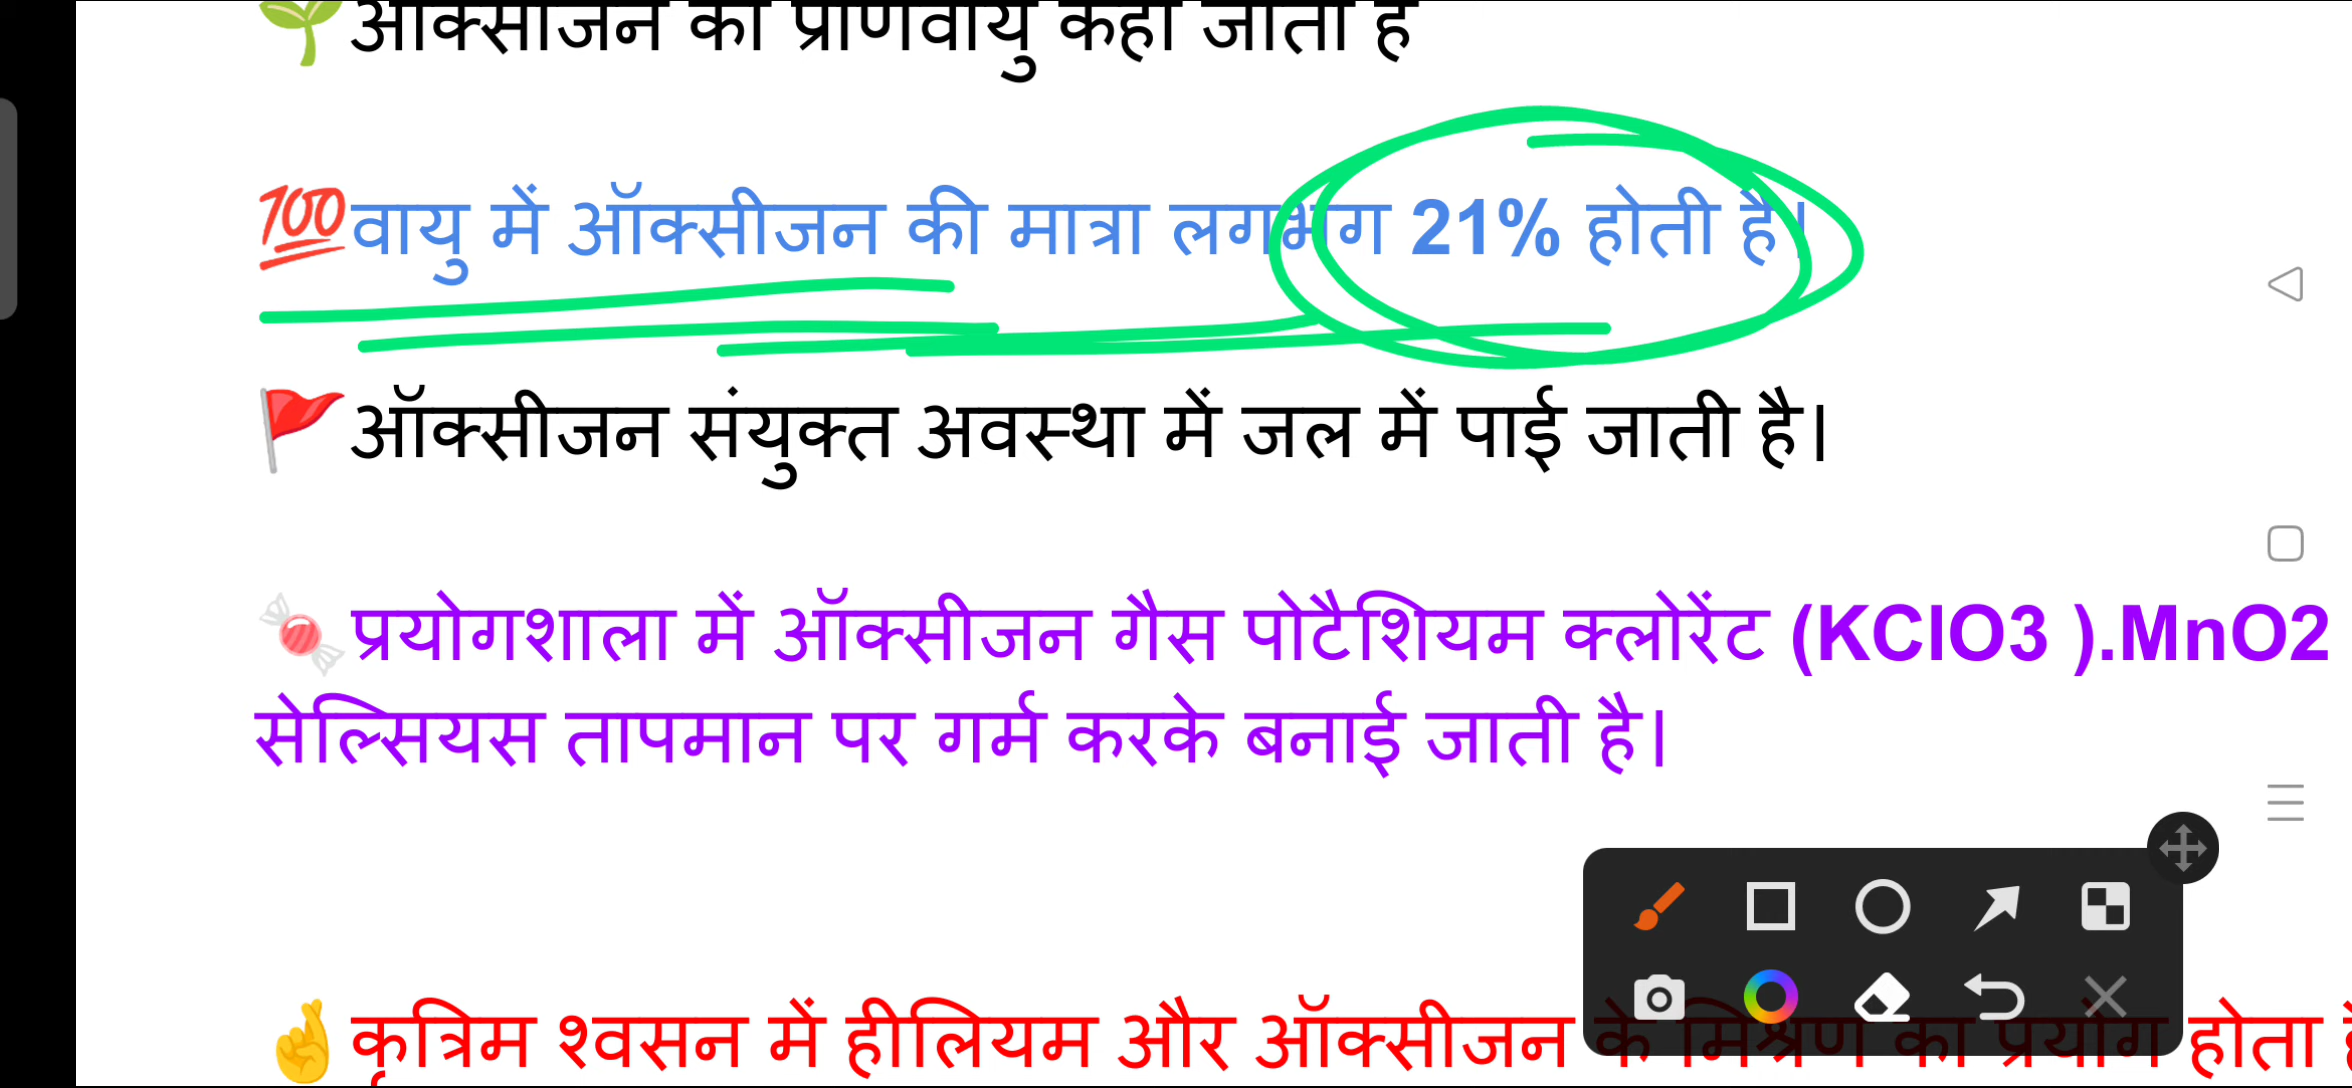 ऑक्सीजन को प्राणवायु कहा जाता है
💯वायु में ऑक्सीजन की मात्रा लगभग 21% होती है।
🚩ऑक्सीजन संयुक्त अवस्था में जल में पाई जाती है।
🍬प्रयोगशाला में ऑक्सीजन गैस पोटैशियम क्लोरेंट (KClO3 ).MnO2
सेल्सियस तापमान पर गर्म करके बनाई जाती है।
🤞कृत्रिम श्वसन में हीलियम और ऑक्सीजन के मिश्रण का प्रयोग होता